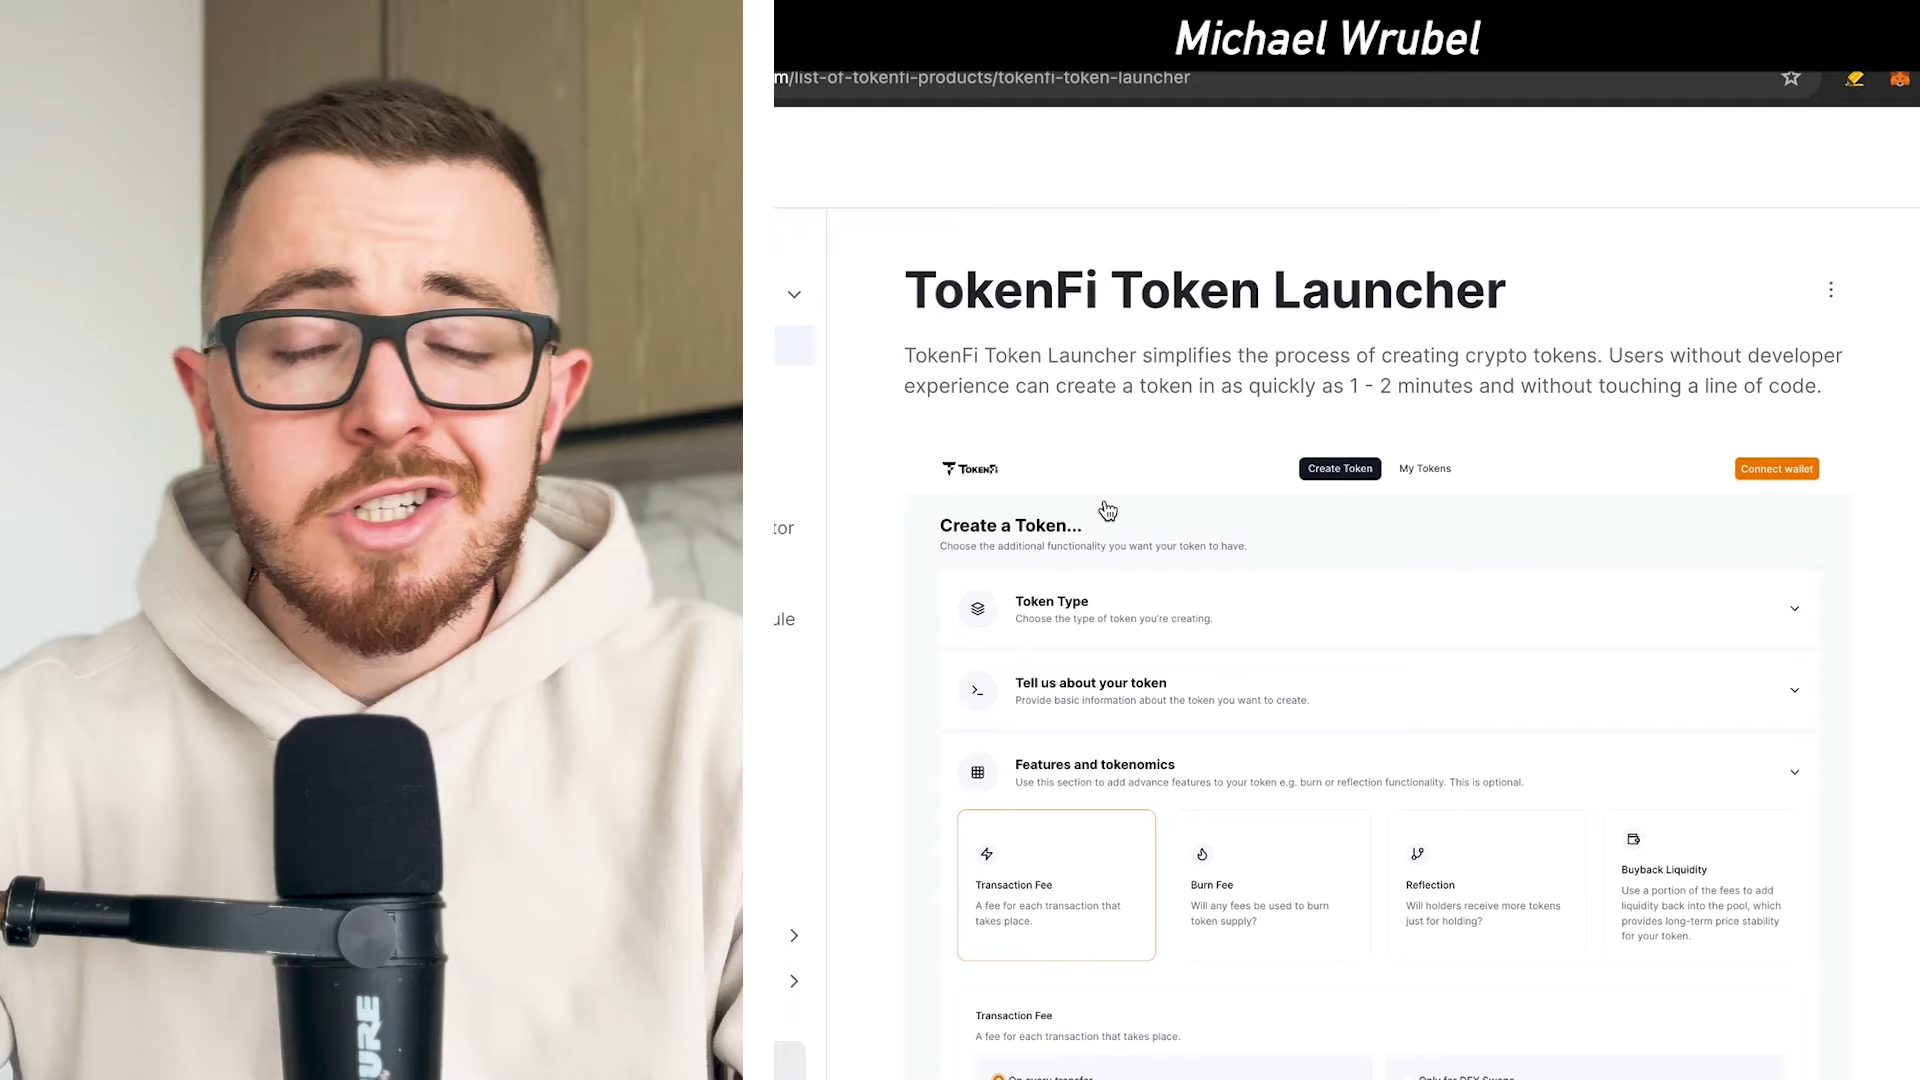 Michael Wrubel
m/list-of-tokenfi-products/tokenfi-token-launcher
TokenFi Token Launcher
TokenFi Token Launcher simplifies the process of creating crypto tokens. Users without developer
experience can create a token in as quickly as 1 - 2 minutes and without touching a line of code.
TOKENFI
Create Token
My Tokens
Connect wallet
Create a Token...
Choose the additional functionality you want your token to have.
tor
ule
Token Type
Choose the type of token you're creating.
Tell us about your token
Provide basic information about the token you want to create.
Features and tokenomics
Use this section to add advance features to your token e.g. burn or reflection functionality. This is optional.
Transaction Fee
A fee for each transaction that
takes place.
Burn Fee
Will any fees be used to burn
token supply?
Reflection
Will holders receive more tokens
just for holding?
Buyback Liquidity
Use a portion of the fees to add
liquidity back into the pool, which
provides long-term price stability
for your token.
Transaction Fee
A fee for each transaction that takes place.
On every transfer
Only for DEX Swaps
URE